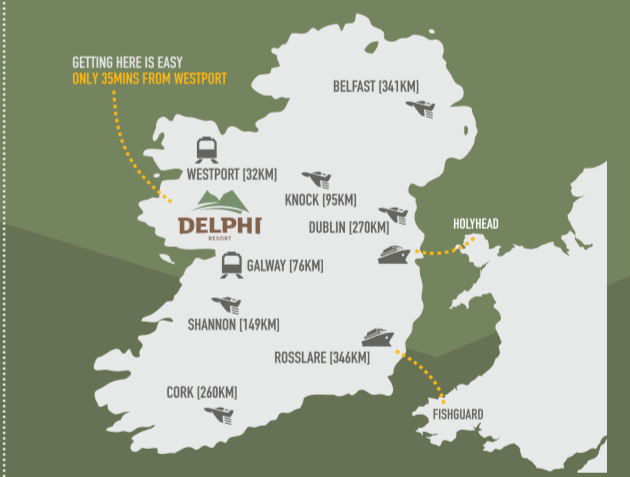 GETTING HERE IS EASY
ONLY 35MINS FROM WESTPORT
BELFAST [341KM]
WESTPORT [32KM]
KNOCK [95KM]
DELPHI
RESORT
DUBLIN [270KM]
HOLYHEAD
GALWAY [76KM]
SHANNON [149KM]
ROSSLARE [346KM]
CORK [260KM]
FISHGUARD